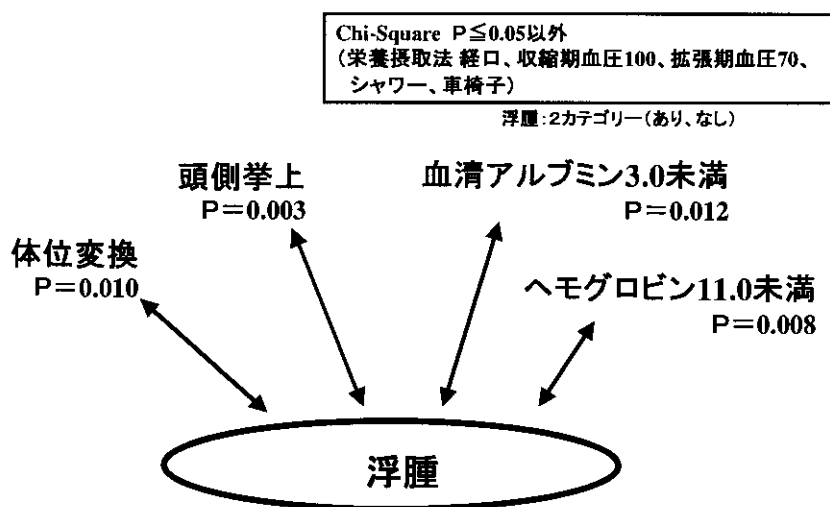 Chi-Square P≦0.05以外
(栄養摂取法 経口、収縮期血圧100、拡張期血圧70、
シャワー、車椅子)
浮腫:2カテゴリー(あり、なし)
頭側挙上
P=0.003
血清アルブミン3.0未満
P=0.012
体位変換
P=0.010
ヘモグロビン11.0未満
P=0.008
浮腫